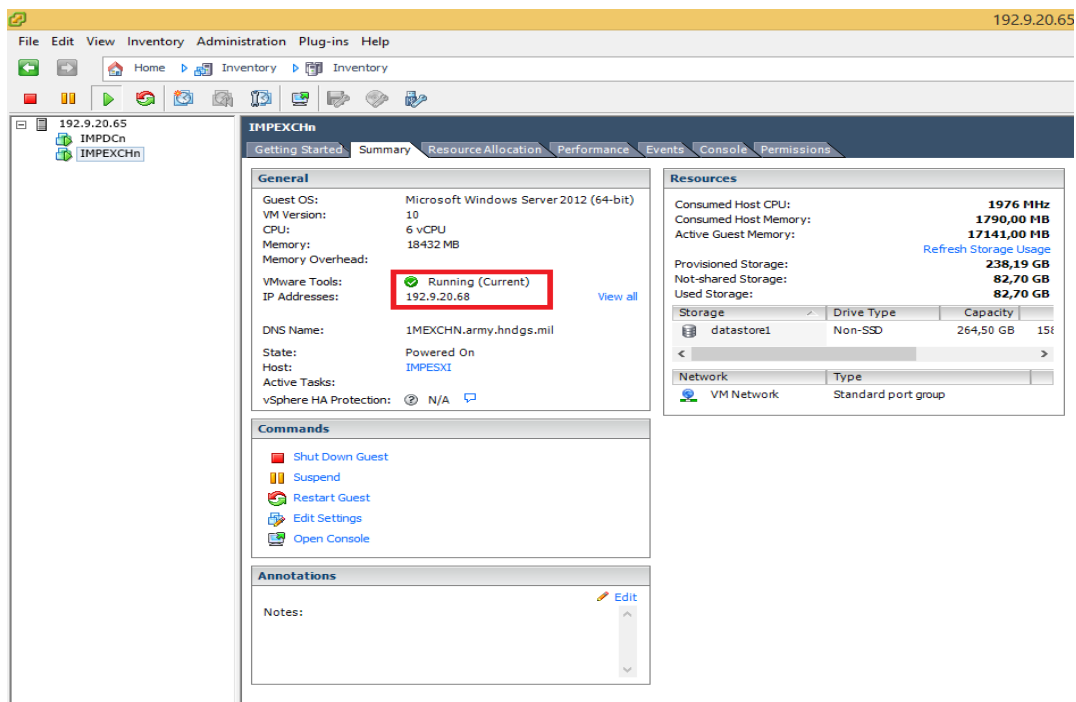 192.9.20.65
File Edit View Inventory Administration Plug-ins Help
Home Inventory Inventory
192.9.20.65
IMPDCn
IMPEXCHn
IMPEXCHn
Getting Started Summary Resource Allocation Performance Events Console Permissions
General
Guest OS: Microsoft Windows Server 2012 (64-bit)
VM Version: 10
CPU: 6 vCPU
Memory: 18432 MB
Memory Overhead:
VMware Tools: Running (Current)
IP Addresses: 192.9.20.68 View all
DNS Name: 1MEXCHN.army.hndgs.mil
State: Powered On
Host: IMPESXI
Active Tasks:
vSphere HA Protection: N/A
Commands
Shut Down Guest
Suspend
Restart Guest
Edit Settings
Open Console
Annotations
Edit
Notes:
Resources
Consumed Host CPU: 1976 MHz
Consumed Host Memory: 1790,00 MB
Active Guest Memory: 17141,00 MB
Refresh Storage Usage
Provisioned Storage: 238,19 GB
Not-shared Storage: 82,70 GB
Used Storage: 82,70 GB
Storage Drive Type Capacity
datastore1 Non-SSD 264,50 GB 158
Network Type
VM Network Standard port group